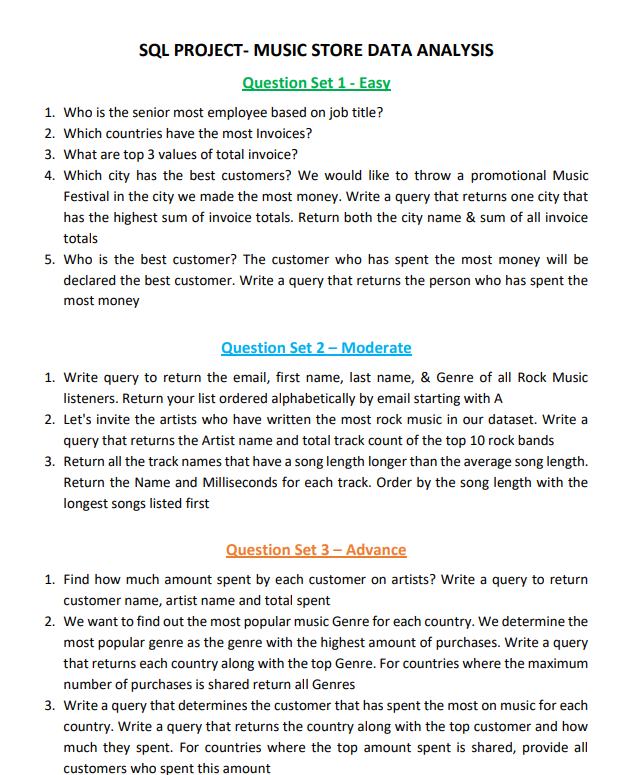 SQL PROJECT- MUSIC STORE DATA ANALYSIS
Question Set 1 - Easy
1. Who is the senior most employee based on job title?
2. Which countries have the most Invoices?
3. What are top 3 values of total invoice?
4. Which city has the best customers? We would like to throw a promotional Music
Festival in the city we made the most money. Write a query that returns one city that
has the highest sum of invoice totals. Return both the city name & sum of all invoice
totals
5. Who is the best customer? The customer who has spent the most money will be
declared the best customer. Write a query that returns the person who has spent the
most money
Question Set 2 – Moderate
1. Write query to return the email, first name, last name, & Genre of all Rock Music
listeners. Return your list ordered alphabetically by email starting with A
2. Let's invite the artists who have written the most rock music in our dataset. Write a
query that returns the Artist name and total track count of the top 10 rock bands
3. Return all the track names that have a song length longer than the average song length.
Return the Name and Milliseconds for each track. Order by the song length with the
longest songs listed first
Question Set 3 – Advance
1. Find how much amount spent by each customer on artists? Write a query to return
customer name, artist name and total spent
2. We want to find out the most popular music Genre for each country. We determine the
most popular genre as the genre with the highest amount of purchases. Write a query
that returns each country along with the top Genre. For countries where the maximum
number of purchases is shared return all Genres
3. Write a query that determines the customer that has spent the most on music for each
country. Write a query that returns the country along with the top customer and how
much they spent. For countries where the top amount spent is shared, provide all
customers who spent this amount